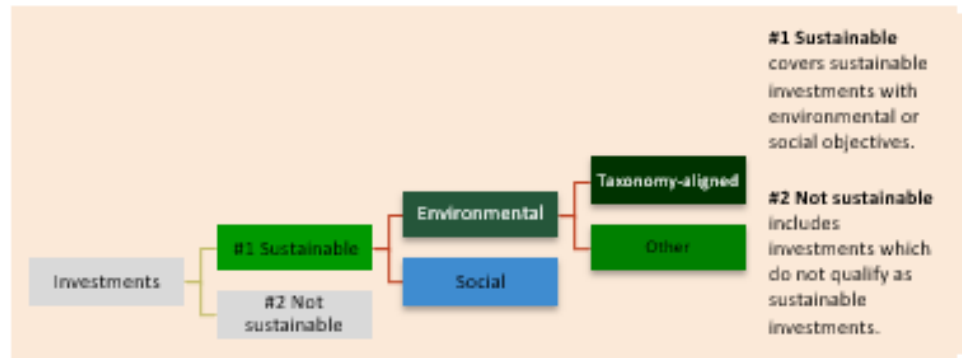 #1 Sustainable
covers sustainable
investments with
environmental or
social objectives.
Taxonomy-aligned
#2 Not sustainable
Environmental
includes
#1 Sustainable
Other
investments which
do not qualify as
Investments
Social
sustainable
#2 Not
sustainable
investments.